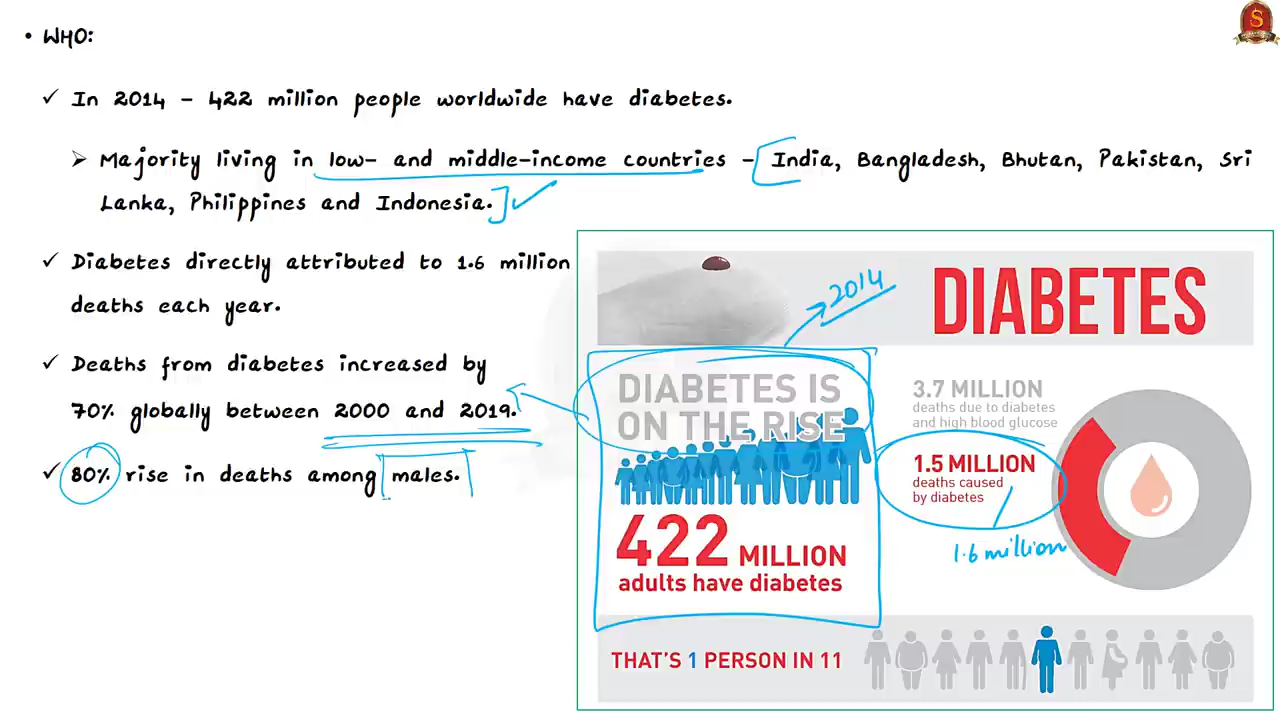 • WHO:
✓ In 2014 – 422 million people worldwide have diabetes.
➢ Majority living in low- and middle-income countries – India, Bangladesh, Bhutan, Pakistan, Sri
Lanka, Philippines and Indonesia.
✓ Diabetes directly attributed to 1.6 million
deaths each year.
✓ Deaths from diabetes increased by
70% globally between 2000 and 2019.
✓ 80% rise in deaths among males.
2014
DIABETES
DIABETES IS
ON THE RISE
422 MILLION
adults have diabetes
3.7 MILLION
deaths due to diabetes
and high blood glucose
1.5 MILLION
deaths caused
by diabetes
1.6 million
THAT'S 1 PERSON IN 11
S